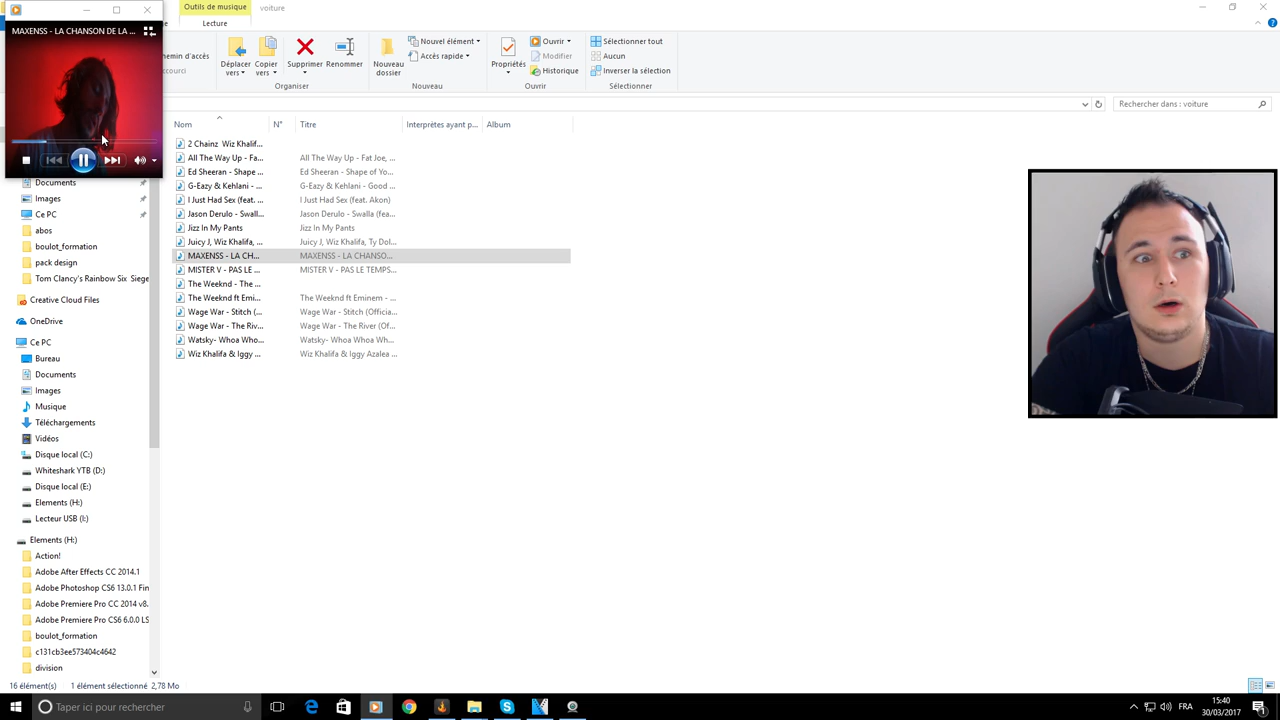 Outils de musique
voiture
Lecture
MAXENSS - LA CHANSON DE LA ...
Déplacer vers
Copier vers
Supprimer
Renommer
Organiser
Nouveau dossier
Nouvel élément
Accès rapide
Nouveau
Propriétés
Ouvrir
Modifier
Historique
Ouvrir
Sélectionner tout
Aucun
Inverser la sélection
Sélectionner
Rechercher dans : voiture
Nom
N°
Titre
Interprètes ayant p...
Album
2 Chainz Wiz Khalif...
All The Way Up - Fa...
All The Way Up - Fat Joe, ...
Ed Sheeran - Shape ...
Ed Sheeran - Shape of Yo...
G-Eazy & Kehlani - ...
G-Eazy & Kehlani - Good ...
I Just Had Sex (feat. ...
I Just Had Sex (feat. Akon)
Jason Derulo - Swall...
Jason Derulo - Swalla (fea...
Jizz In My Pants
Jizz In My Pants
Juicy J, Wiz Khalifa, ...
Juicy J, Wiz Khalifa, Ty Dol...
MAXENSS - LA CH...
MAXENSS - LA CHANSO...
MISTER V - PAS LE ...
MISTER V - PAS LE TEMPS...
The Weeknd - The ...
The Weeknd ft Emi...
The Weeknd ft Eminem - ...
Wage War - Stitch (...
Wage War - Stitch (Officia...
Wage War - The Riv...
Wage War - The River (Of...
Watsky- Whoa Who...
Watsky- Whoa Whoa Wh...
Wiz Khalifa & Iggy ...
Wiz Khalifa & Iggy Azalea ...
Documents
Images
Ce PC
abos
boulot_formation
pack design
Tom Clancy's Rainbow Six Siege
Creative Cloud Files
OneDrive
Ce PC
Bureau
Documents
Images
Musique
Téléchargements
Vidéos
Disque local (C:)
Whiteshark YTB (D:)
Disque local (E:)
Elements (H:)
Lecteur USB (I:)
Elements (H:)
Action!
Adobe After Effects CC 2014.1
Adobe Photoshop CS6 13.0.1 Fin
Adobe Premiere Pro CC 2014 v8.
Adobe Premiere Pro CS6 6.0.0 LS
boulot_formation
c131cb3ee573404c4642
division
16 élément(s)
1 élément sélectionné 2,78 Mo
Taper ici pour rechercher
FRA
15:40
30/03/2017